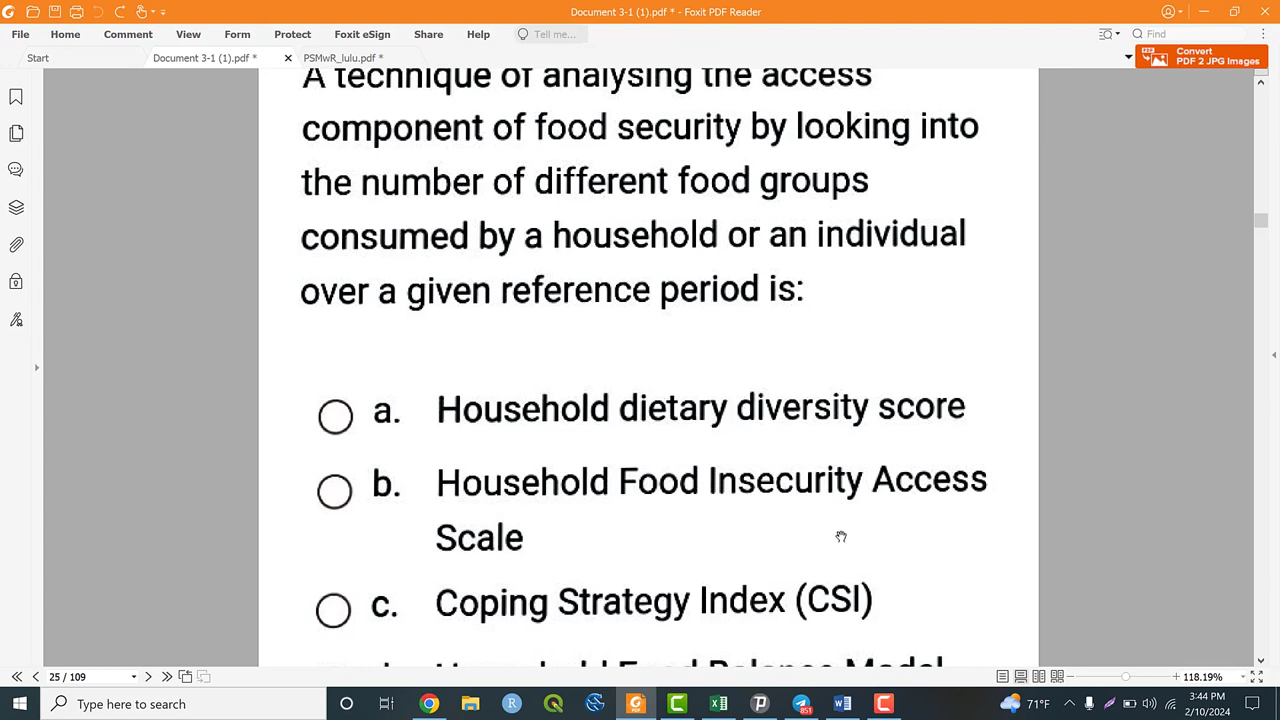 Document 3-1 (1).pdf * - Foxit PDF Reader
File Home Comment View Form Protect Foxit eSign Share Help Tell me... Find
Start Document 3-1 (1).pdf * PSMwR_lulu.pdf *
Convert
PDF 2 JPG Images
A technique of analysing the access
component of food security by looking into
the number of different food groups
consumed by a household or an individual
over a given reference period is:
a. Household dietary diversity score
b. Household Food Insecurity Access
Scale
c. Coping Strategy Index (CSI)
Household Food Balance Model
25 / 109 118.19%
Type here to search 71°F 3:44 PM
2/10/2024